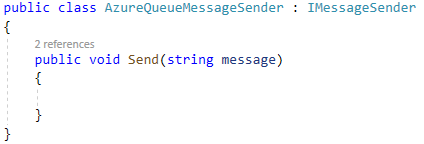 public class AzureQueueMessageSender : IMessageSender
{
2 references
public void Send(string message)
{
}
}